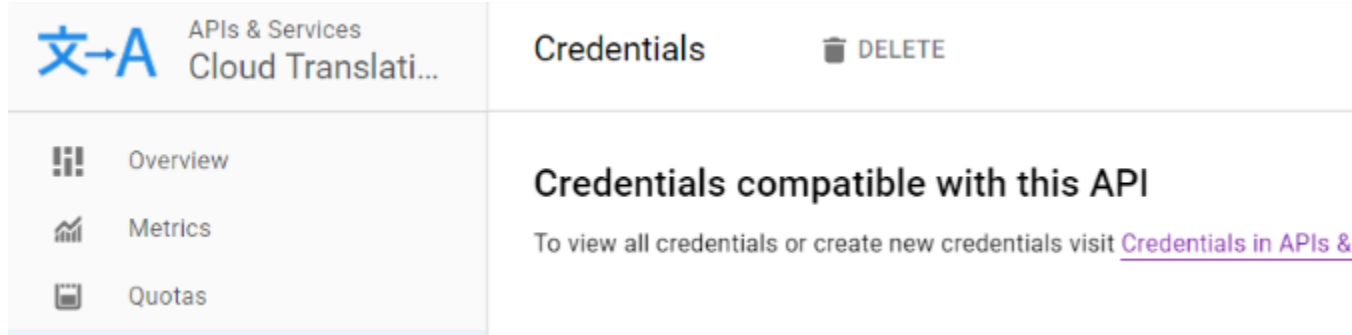 文→A
APIs & Services
Cloud Translati...
Credentials
DELETE
Overview
Metrics
Quotas
Credentials compatible with this API
To view all credentials or create new credentials visit Credentials in APIs &